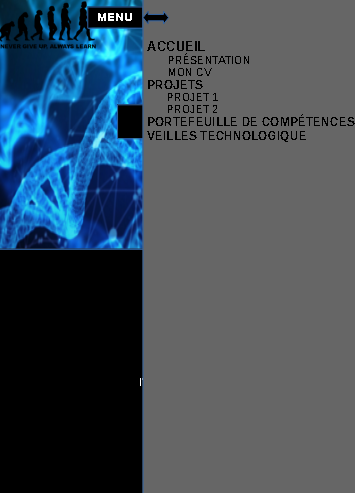 MENU
NEVER GIVE UP, ALWAYS LEARN
ACCUEIL
PRÉSENTATION
MON CV
PROJETS
PROJET 1
PROJET 2
PORTEFEUILLE DE COMPÉTENCES
VEILLES TECHNOLOGIQUE